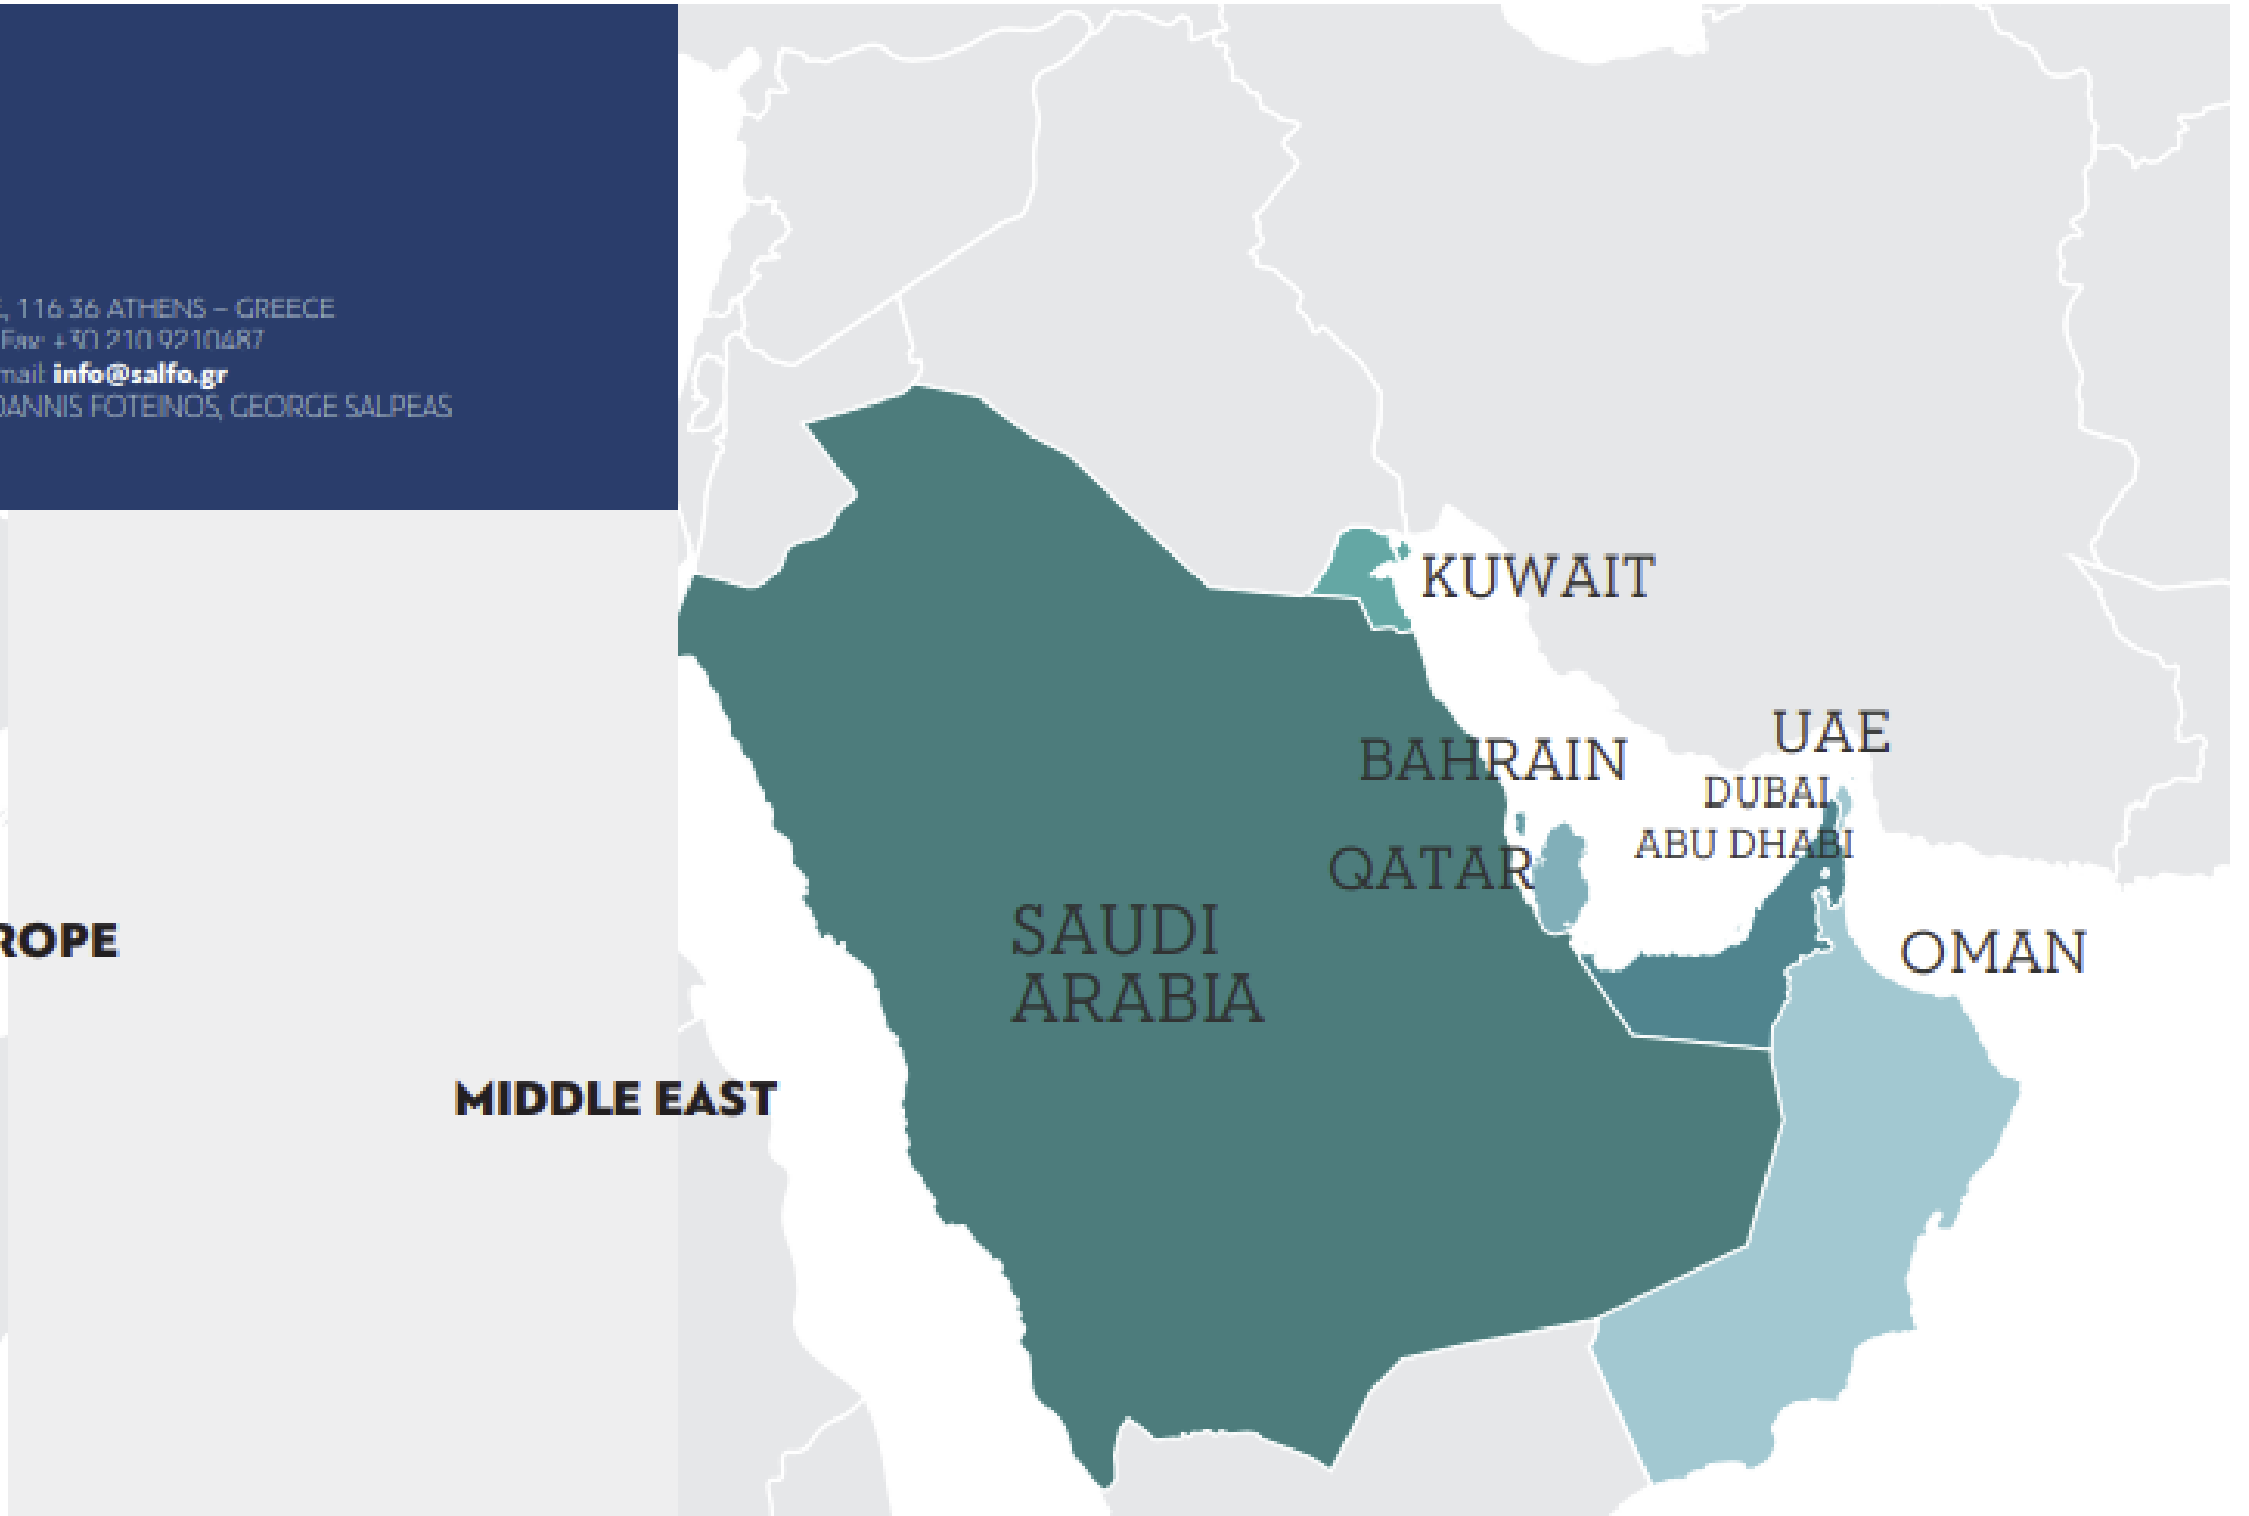 , 116 36 ATHENS – GREECE
Fax: +30 210 9210487
mail: info@salfo.gr
OANNIS FOTEINOS, GEORGE SALPEAS
KUWAIT
UAE
BAHRAIN
DUBAI,
ABU DHABI
QATAR
SAUDI
ARABIA
OMAN
ROPE
MIDDLE EAST